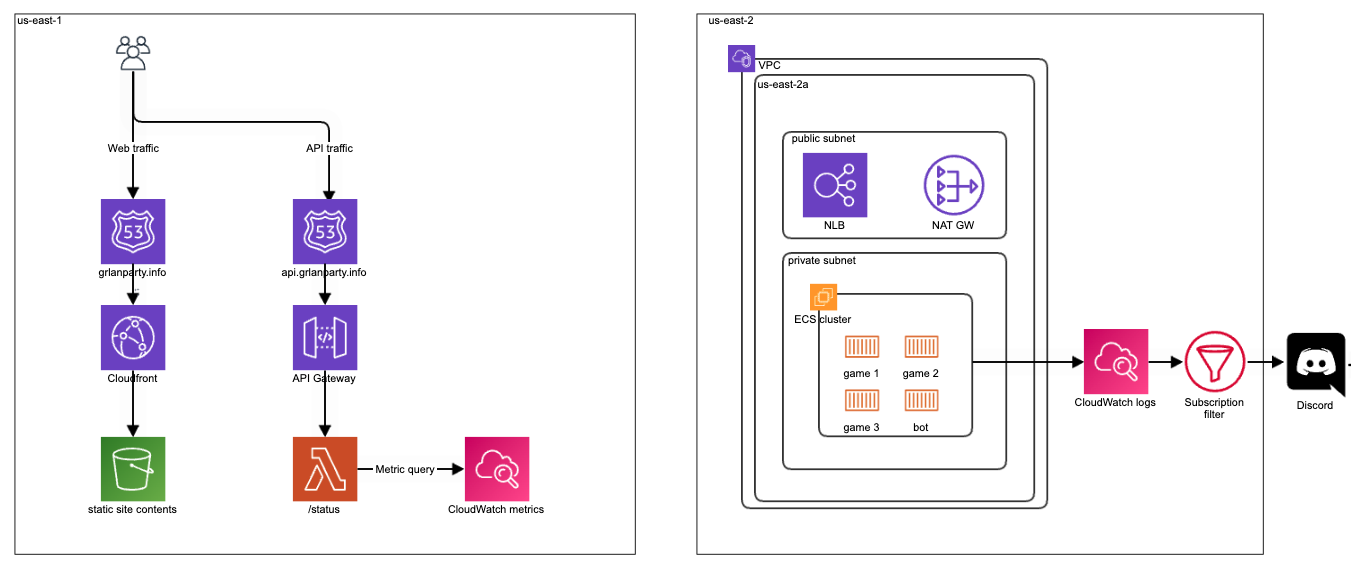 us-east-1
Web traffic
API traffic
53
53
grlanparty.info
api.grlanparty.info
Cloudfront
API Gateway
Metric query
static site contents
/status
CloudWatch metrics
us-east-2
VPC
us-east-2a
public subnet
NLB
NAT GW
private subnet
ECS cluster
game 1
game 2
game 3
bot
CloudWatch logs
Subscription
filter
Discord